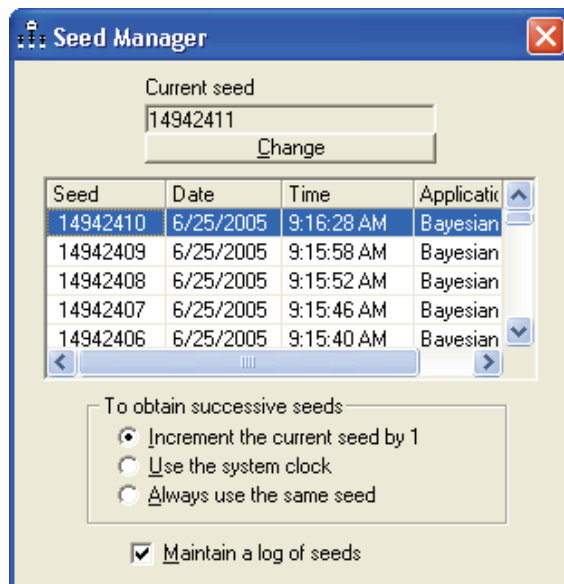 Seed Manager
Current seed
14942411
Change
Seed Date Time Applicatic
14942410 6/25/2005 9:16:28 AM Bayesian
14942409 6/25/2005 9:15:58 AM Bayesian
14942408 6/25/2005 9:15:52 AM Bayesian
14942407 6/25/2005 9:15:46 AM Bayesian
14942406 6/25/2005 9:15:40 AM Bayesian
To obtain successive seeds
Increment the current seed by 1
Use the system clock
Always use the same seed
Maintain a log of seeds